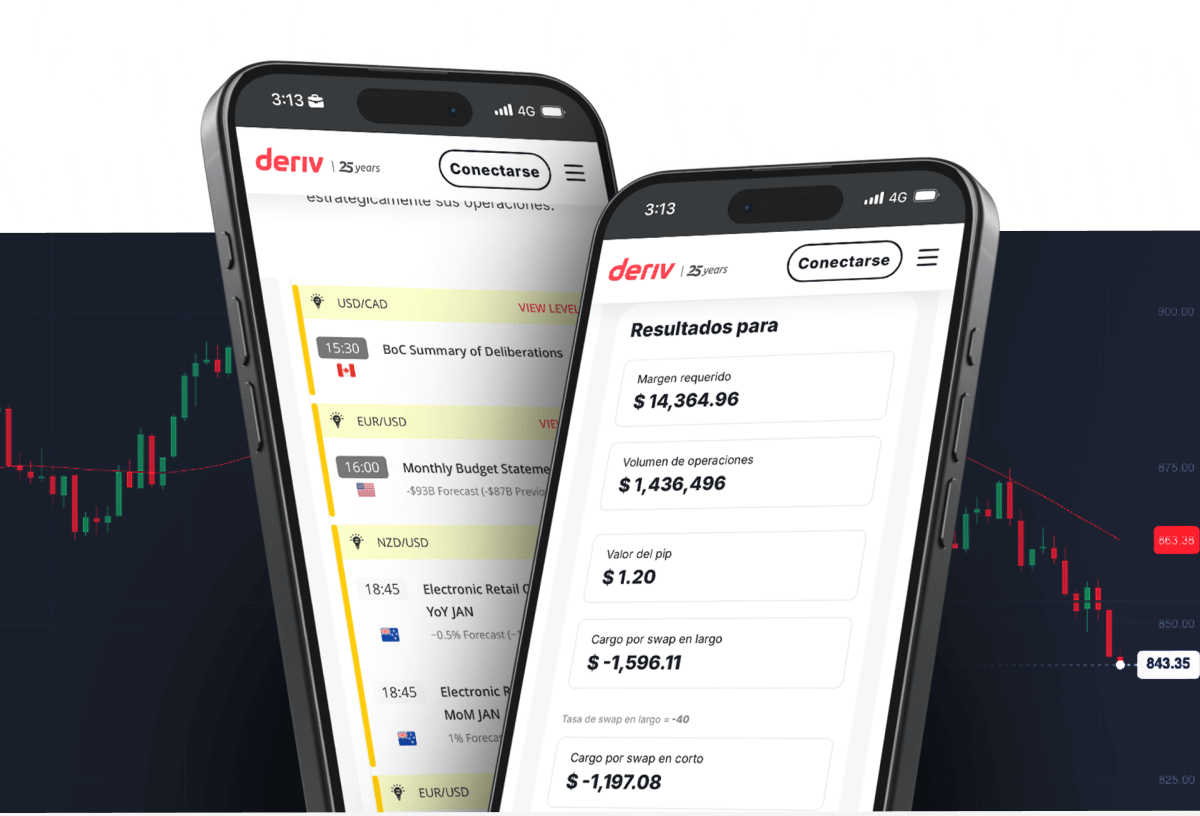 3:13
4G
deriv | 25 years
Conectarse
estratégicamente sus operaciones.
USD/CAD
VIEW LEVEL
15:30
BoC Summary of Deliberations
EUR/USD
VIE
16:00
Monthly Budget Stateme
-$93B Forecast (-$87B Previo
NZD/USD
18:45
Electronic Retail C
YoY JAN
-0.5% Forecast (-1
18:45
Electronic R
MoM JAN
1% Foreca
EUR/USD
3:13
4G
deriv | 25 years
Conectarse
Resultados para
Margen requerido
$ 14,364.96
Volumen de operaciones
$ 1,436,496
Valor del pip
$ 1.20
Cargo por swap en largo
$ -1,596.11
Tasa de swap en largo = -40
Cargo por swap en corto
$ -1,197.08
900.00
875.00
863.38
850.00
843.35
825.00